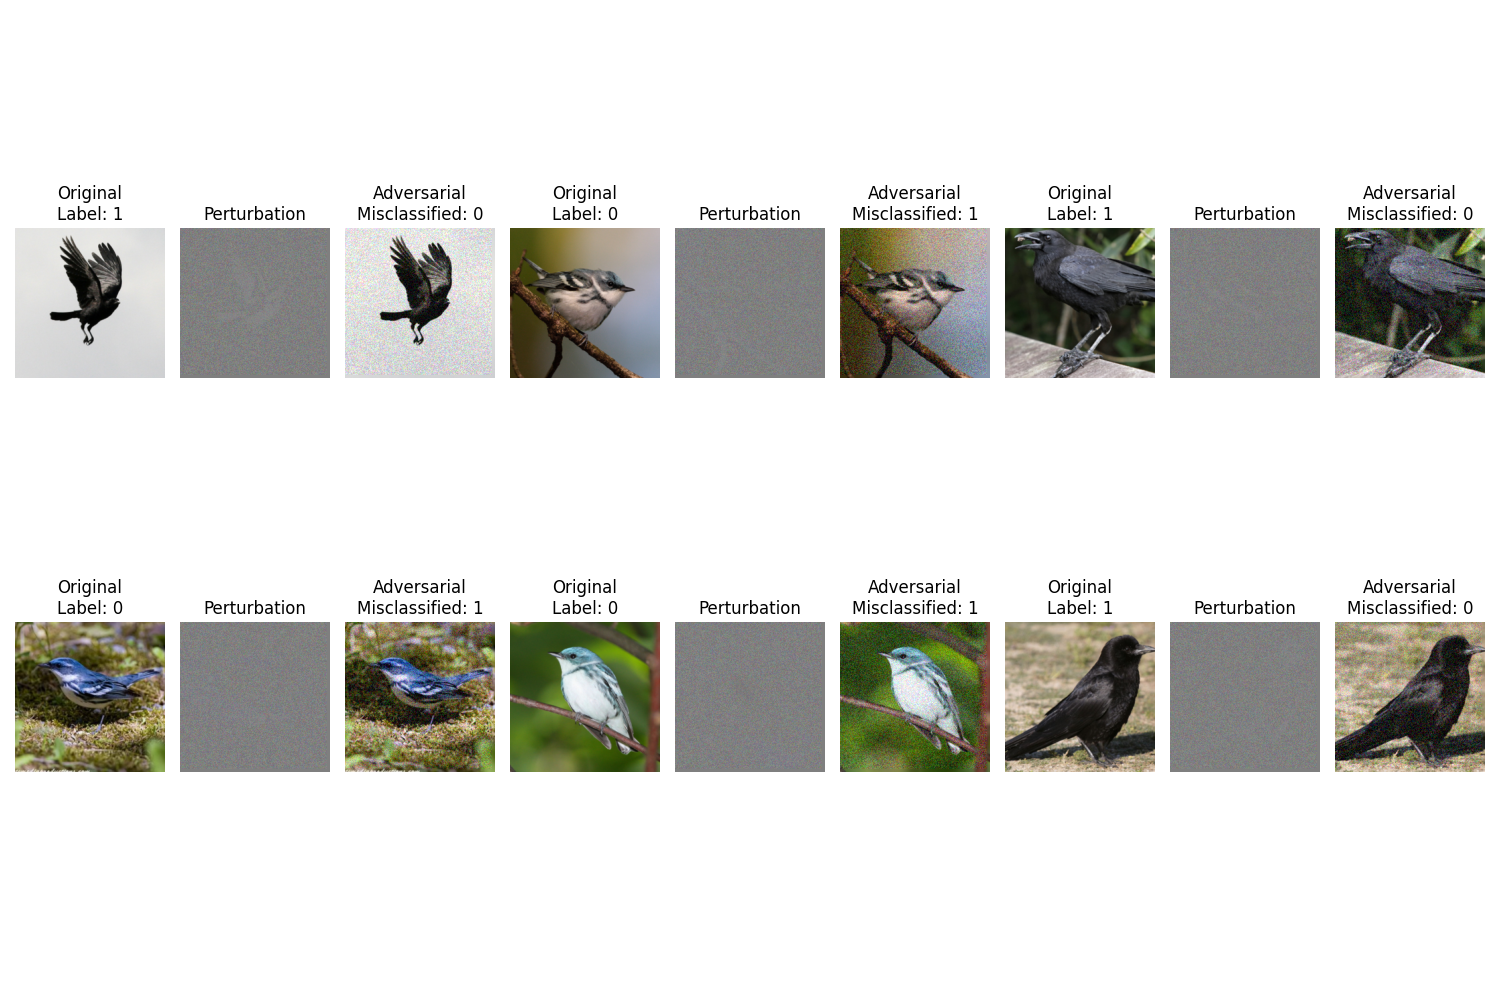 Original
Label: 1
Perturbation
Adversarial
Misclassified: 0
Original
Label: 0
Perturbation
Adversarial
Misclassified: 1
Original
Label: 1
Perturbation
Adversarial
Misclassified: 0
Original
Label: 0
Perturbation
Adversarial
Misclassified: 1
Original
Label: 0
Perturbation
Adversarial
Misclassified: 1
Original
Label: 1
Perturbation
Adversarial
Misclassified: 0